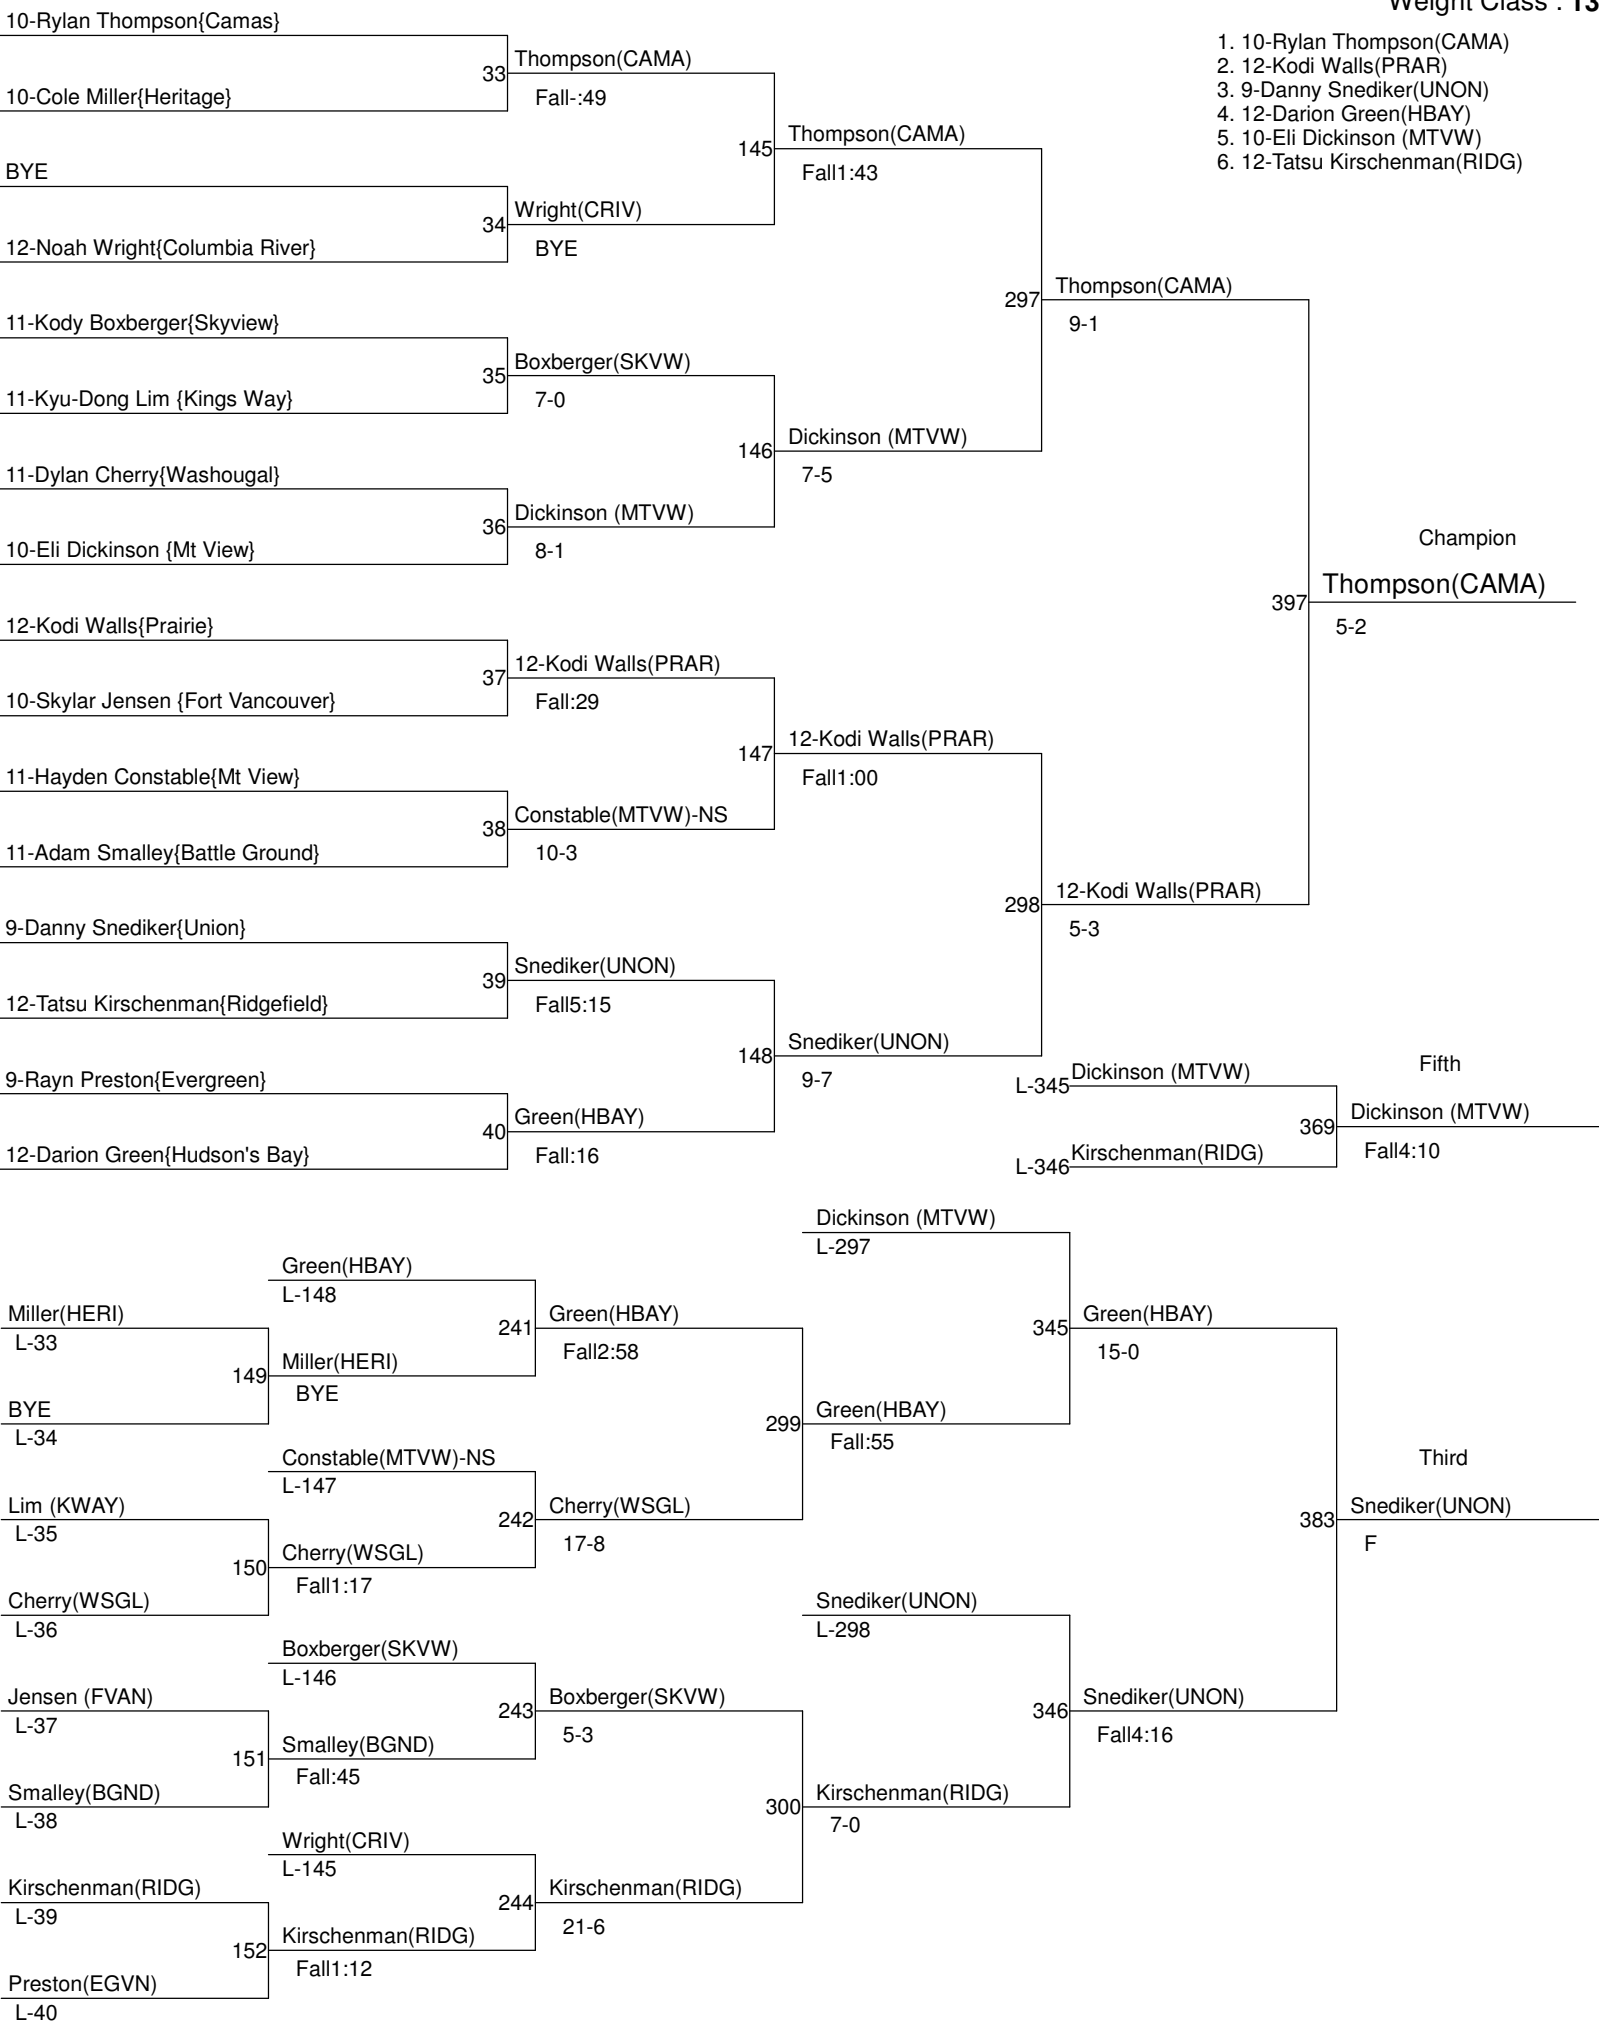 Weight Class : 13
1. 10-Rylan Thompson(CAMA)
2. 12-Kodi Walls(PRAR)
3. 9-Danny Snediker(UNON)
4. 12-Darion Green(HBAY)
5. 10-Eli Dickinson (MTVW)
6. 12-Tatsu Kirschenman(RIDG)
10-Rylan Thompson{Camas}
33
10-Cole Miller{Heritage}
BYE
34
12-Noah Wright{Columbia River}
11-Kody Boxberger{Skyview}
35
11-Kyu-Dong Lim {Kings Way}
11-Dylan Cherry{Washougal}
36
10-Eli Dickinson {Mt View}
12-Kodi Walls{Prairie}
37
10-Skylar Jensen {Fort Vancouver}
11-Hayden Constable{Mt View}
38
11-Adam Smalley{Battle Ground}
9-Danny Snediker{Union}
39
12-Tatsu Kirschenman{Ridgefield}
9-Rayn Preston{Evergreen}
40
12-Darion Green{Hudson's Bay}
Thompson(CAMA)
Fall-:49
145
Wright(CRIV)
BYE
Boxberger(SKVW)
7-0
146
Dickinson (MTVW)
8-1
12-Kodi Walls(PRAR)
Fall:29
147
Constable(MTVW)-NS
10-3
Snediker(UNON)
Fall5:15
148
Green(HBAY)
Fall:16
Thompson(CAMA)
Fall1:43
297
Dickinson (MTVW)
7-5
12-Kodi Walls(PRAR)
Fall1:00
298
Snediker(UNON)
9-7
Thompson(CAMA)
9-1
397
12-Kodi Walls(PRAR)
5-3
Champion
Thompson(CAMA)
5-2
L-345
Dickinson (MTVW)
369
L-346
Kirschenman(RIDG)
Fifth
Dickinson (MTVW)
Fall4:10
Miller(HERI)
L-33
149
BYE
L-34
Lim (KWAY)
L-35
150
Cherry(WSGL)
L-36
Jensen (FVAN)
L-37
151
Smalley(BGND)
L-38
Kirschenman(RIDG)
L-39
152
Preston(EGVN)
L-40
Green(HBAY)
L-148
241
Miller(HERI)
BYE
Constable(MTVW)-NS
L-147
242
Cherry(WSGL)
Fall1:17
Boxberger(SKVW)
L-146
243
Smalley(BGND)
Fall:45
Wright(CRIV)
L-145
244
Kirschenman(RIDG)
Fall1:12
Green(HBAY)
Fall2:58
299
Cherry(WSGL)
17-8
Boxberger(SKVW)
5-3
300
Kirschenman(RIDG)
21-6
Dickinson (MTVW)
L-297
345
Green(HBAY)
Fall:55
Snediker(UNON)
L-298
346
Kirschenman(RIDG)
7-0
Green(HBAY)
15-0
383
Snediker(UNON)
Fall4:16
Third
Snediker(UNON)
F